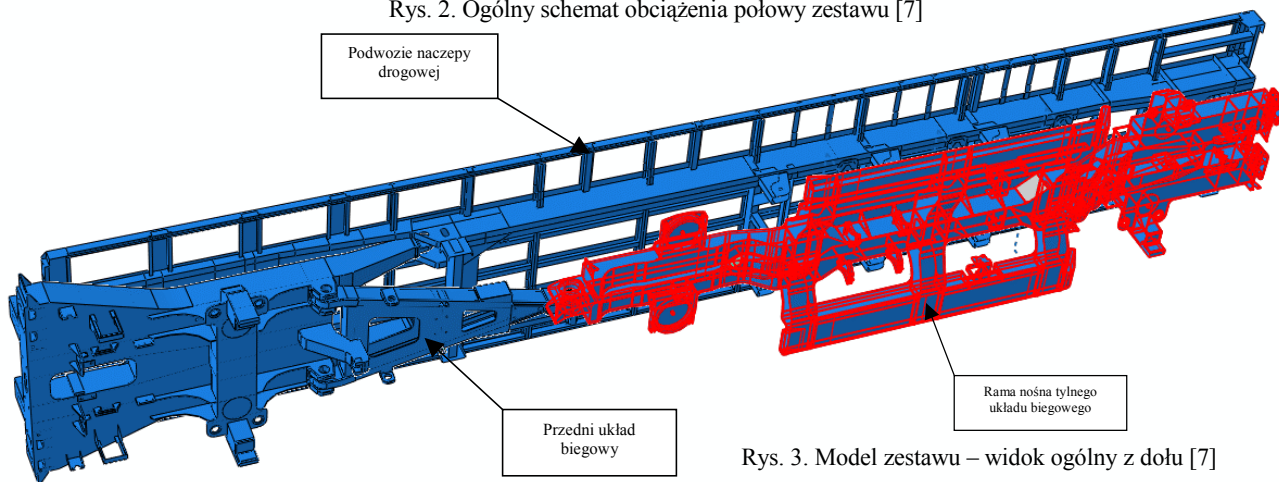 Rys. 2. Ogólny schemat obciążenia połowy zestawu [7]
Podwozie naczepy
drogowej
Rama nośna tylnego
układu biegowego
Przedni układ
biegowy
Rys. 3. Model zestawu – widok ogólny z dołu [7]